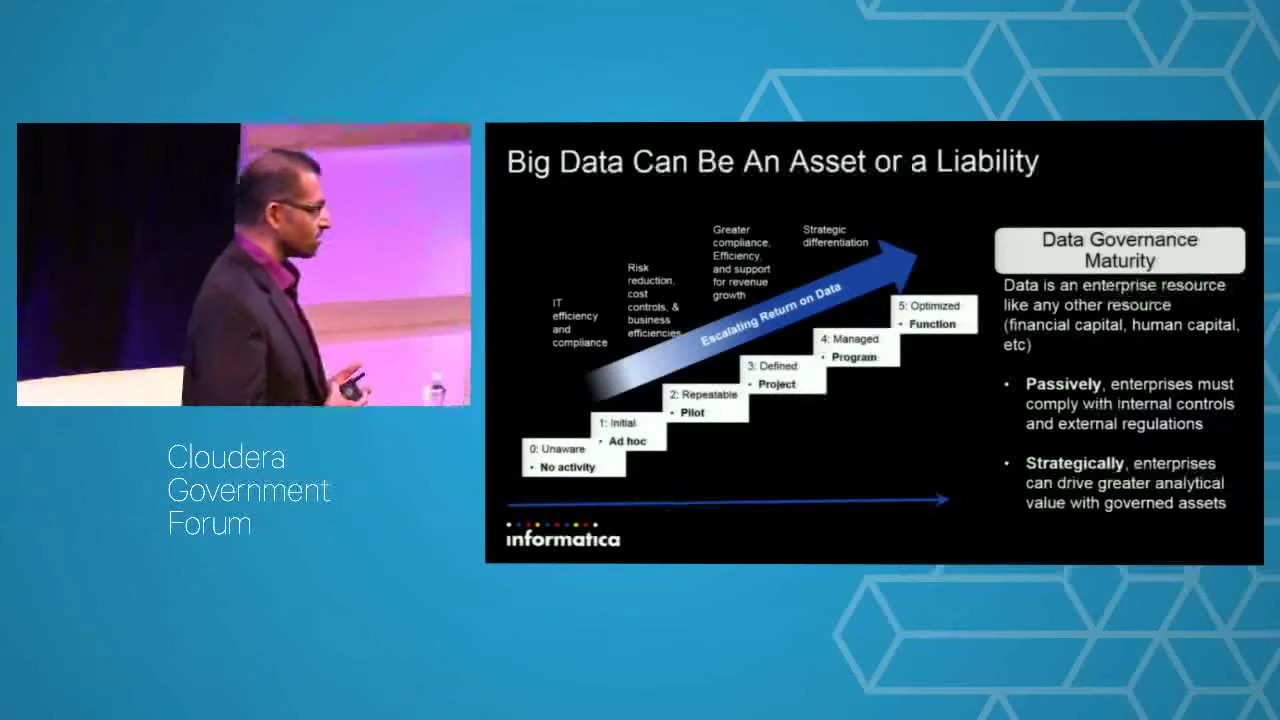 Big Data Can Be An Asset or a Liability
Greater
compliance,
Efficiency,
and support
for revenue
growth
Strategic
differentiation
Risk
reduction,
cost
controls, &
business
efficiencies
IT
efficiency
and
compliance
Escalating Return on Data
5: Optimized
• Function
4: Managed
• Program
3: Defined
• Project
2: Repeatable
• Pilot
1: Initial
• Ad hoc
0: Unaware
• No activity
Data Governance
Maturity
Data is an enterprise resource
like any other resource
(financial capital, human capital,
etc)
• Passively, enterprises must
comply with internal controls
and external regulations
• Strategically, enterprises
can drive greater analytical
value with governed assets
informatica
Cloudera
Government
Forum